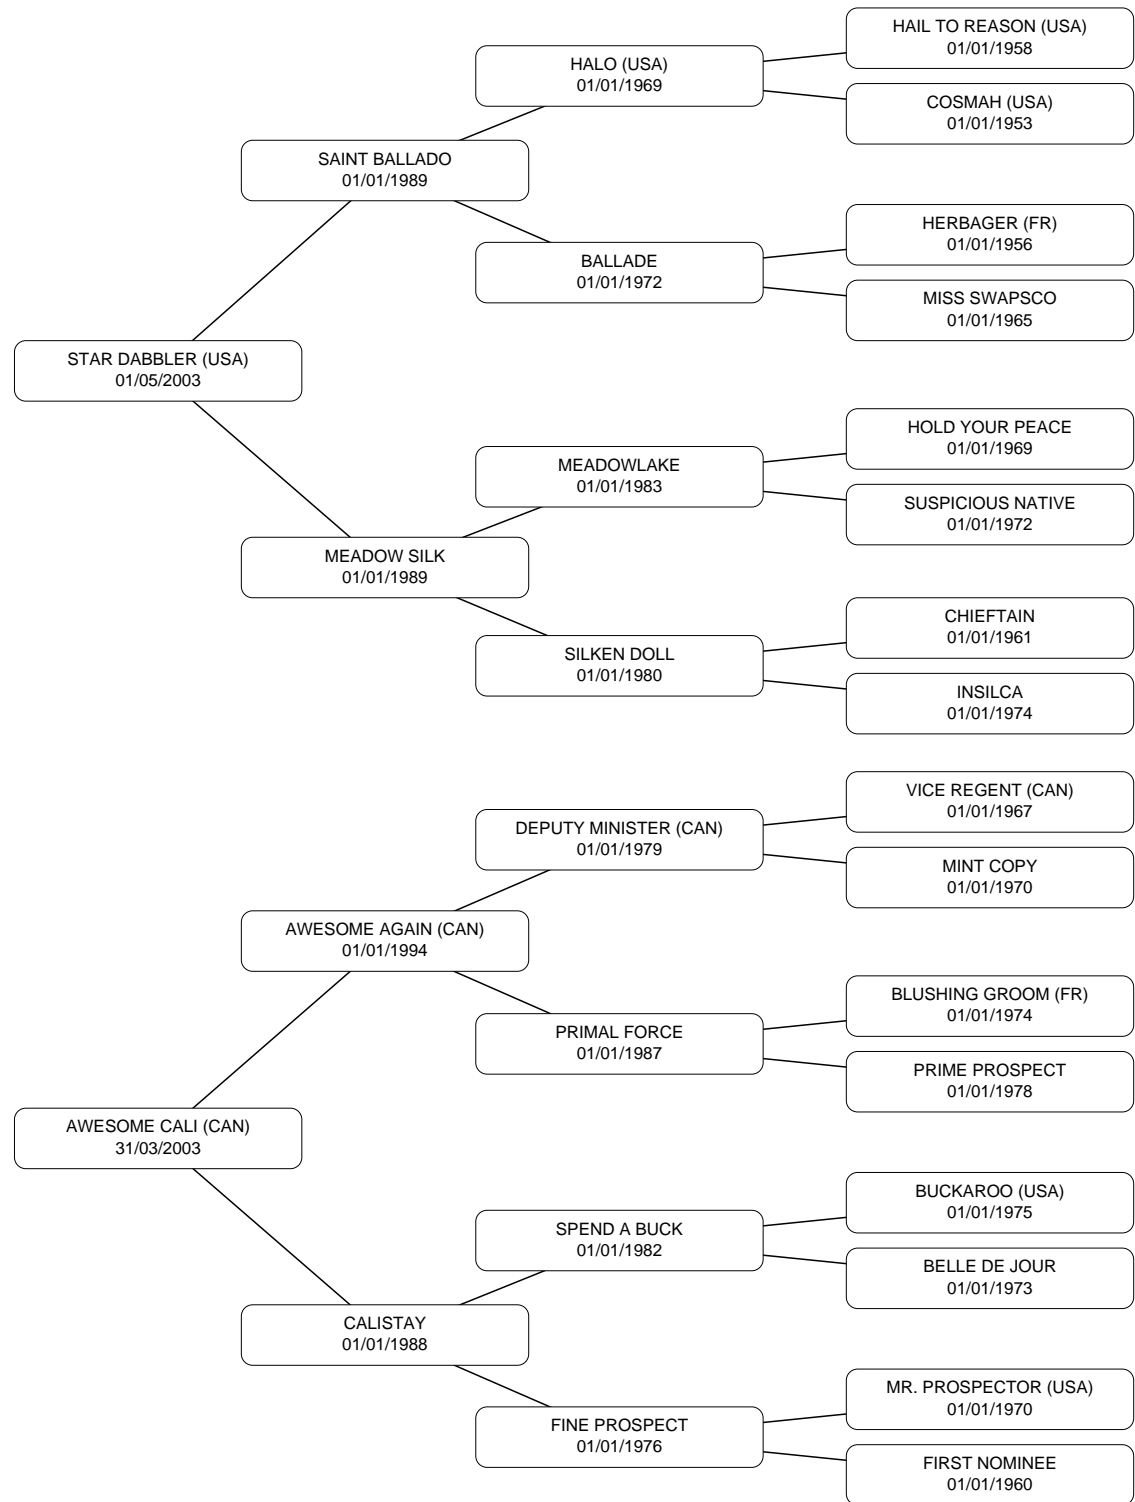 HAIL TO REASON (USA)
01/01/1958
HALO (USA)
01/01/1969
COSMAH (USA)
01/01/1953
SAINT BALLADO
01/01/1989
HERBAGER (FR)
01/01/1956
BALLADE
01/01/1972
MISS SWAPSCO
01/01/1965
STAR DABBLER (USA)
01/05/2003
HOLD YOUR PEACE
01/01/1969
MEADOWLAKE
01/01/1983
SUSPICIOUS NATIVE
01/01/1972
MEADOW SILK
01/01/1989
CHIEFTAIN
01/01/1961
SILKEN DOLL
01/01/1980
INSILCA
01/01/1974
VICE REGENT (CAN)
01/01/1967
DEPUTY MINISTER (CAN)
01/01/1979
MINT COPY
01/01/1970
AWESOME AGAIN (CAN)
01/01/1994
BLUSHING GROOM (FR)
01/01/1974
PRIMAL FORCE
01/01/1987
PRIME PROSPECT
01/01/1978
AWESOME CALI (CAN)
31/03/2003
BUCKAROO (USA)
01/01/1975
SPEND A BUCK
01/01/1982
BELLE DE JOUR
01/01/1973
CALISTAY
01/01/1988
MR. PROSPECTOR (USA)
01/01/1970
FINE PROSPECT
01/01/1976
FIRST NOMINEE
01/01/1960